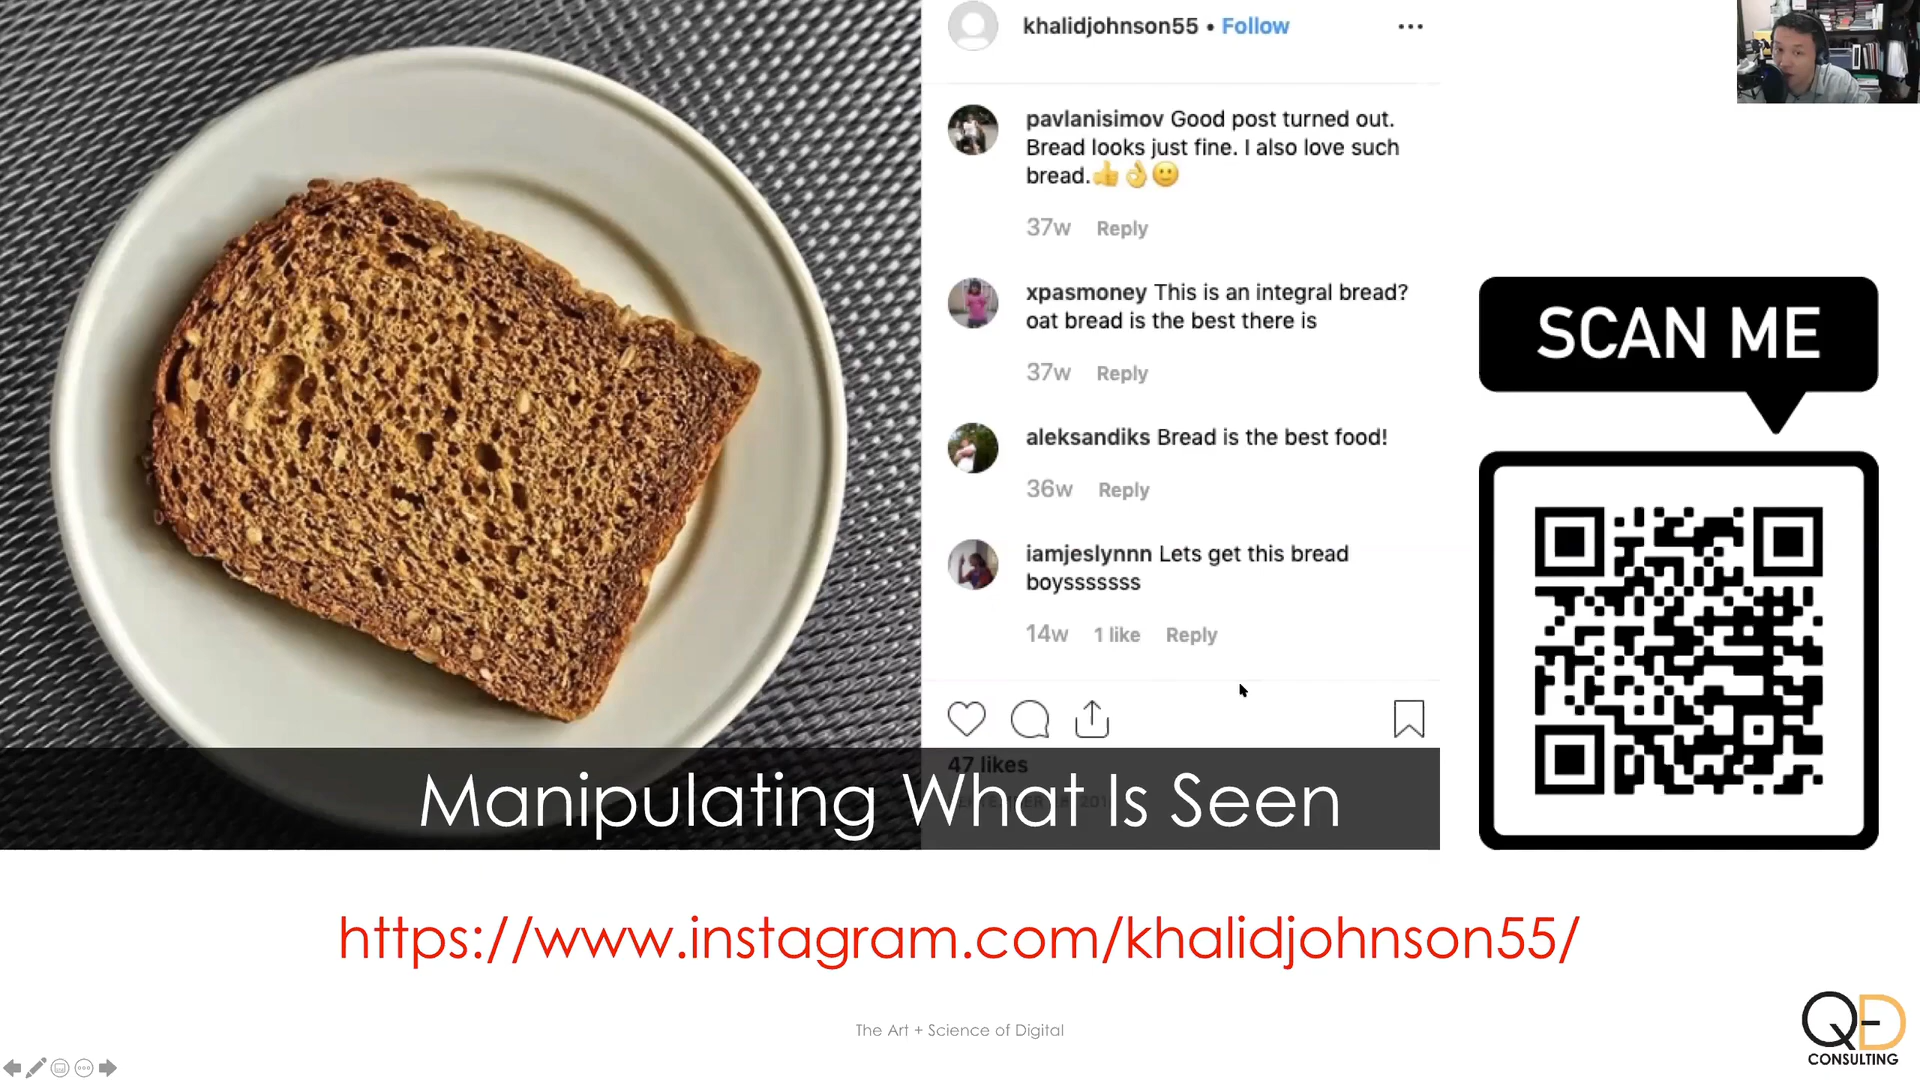 khalidjohnson55 • Follow
pavlanisimov Good post turned out.
Bread looks just fine. I also love such
bread.👍👌🙂
37w Reply
xpasmoney This is an integral bread?
oat bread is the best there is
37w Reply
aleksandiks Bread is the best food!
36w Reply
iamjeslynnn Lets get this bread
boysssssss
14w 1 like Reply
47 likes
Manipulating What Is Seen
SCAN ME
https://www.instagram.com/khalidjohnson55/
The Art + Science of Digital
QED
CONSULTING